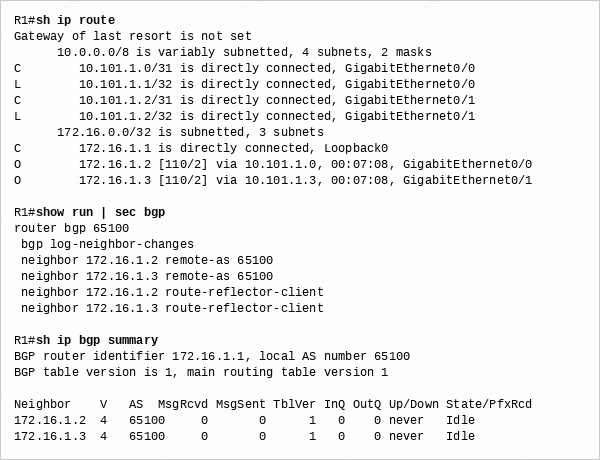 R1#sh ip route
Gateway of last resort is not set
      10.0.0.0/8 is variably subnetted, 4 subnets, 2 masks
C        10.101.1.0/31 is directly connected, GigabitEthernet0/0
L        10.101.1.1/32 is directly connected, GigabitEthernet0/0
C        10.101.1.2/31 is directly connected, GigabitEthernet0/1
L        10.101.1.2/32 is directly connected, GigabitEthernet0/1
      172.16.0.0/32 is subnetted, 3 subnets
C        172.16.1.1 is directly connected, Loopback0
O        172.16.1.2 [110/2] via 10.101.1.0, 00:07:08, GigabitEthernet0/0
O        172.16.1.3 [110/2] via 10.101.1.3, 00:07:08, GigabitEthernet0/1
R1#show run | sec bgp
router bgp 65100
 bgp log-neighbor-changes
 neighbor 172.16.1.2 remote-as 65100
 neighbor 172.16.1.3 remote-as 65100
 neighbor 172.16.1.2 route-reflector-client
 neighbor 172.16.1.3 route-reflector-client
R1#sh ip bgp summary
BGP router identifier 172.16.1.1, local AS number 65100
BGP table version is 1, main routing table version 1
Neighbor    V   AS  MsgRcvd MsgSent TblVer InQ OutQ Up/Down State/PfxRcd
172.16.1.2  4   65100     0       0      1   0    0 never   Idle
172.16.1.3  4   65100     0       0      1   0    0 never   Idle